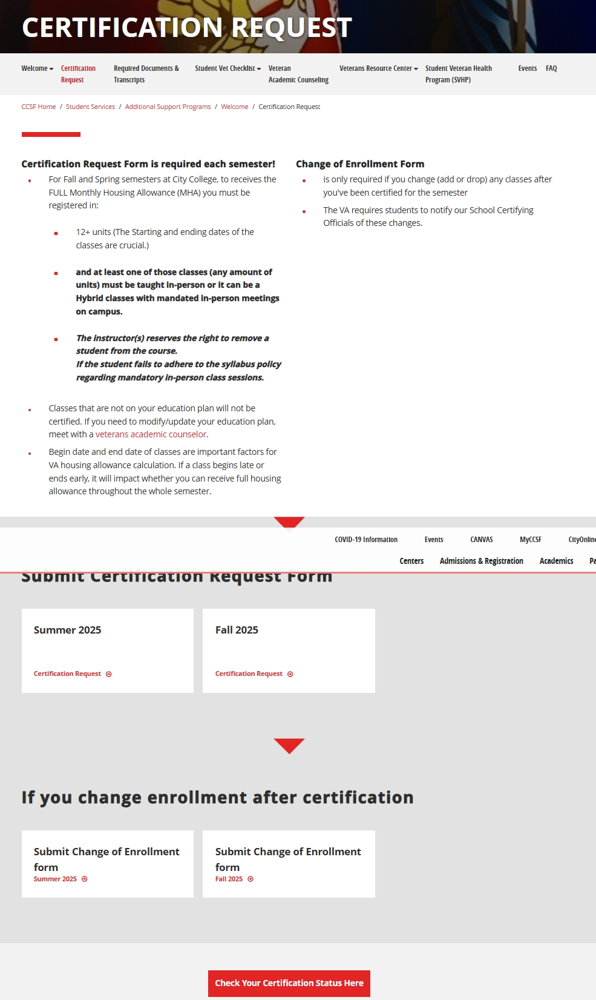 CERTIFICATION REQUEST
Welcome
Certification
Request
Required Documents &
Transcripts
Student Vet Checklist
Veteran
Academic Counseling
Veterans Resource Center
Student Veteran Health
Program (SVHP)
Events
FAQ
CCSF Home / Student Services / Additional Support Programs / Welcome / Certification Request
Certification Request Form is required each semester!
For Fall and Spring semesters at City College, to receives the
FULL Monthly Housing Allowance (MHA) you must be
registered in:
12+ units (The Starting and ending dates of the
classes are crucial.)
and at least one of those classes (any amount of
units) must be taught in-person or it can be a
Hybrid classes with mandated in-person meetings
on campus.
The instructor(s) reserves the right to remove a
student from the course.
If the student fails to adhere to the syllabus policy
regarding mandatory in-person class sessions.
Classes that are not on your education plan will not be
certified. If you need to modify/update your education plan,
meet with a veterans academic counselor.
Begin date and end date of classes are important factors for
VA housing allowance calculation. If a class begins late or
ends early, it will impact whether you can receive full housing
allowance throughout the whole semester.
Change of Enrollment Form
is only required if you change (add or drop) any classes after
you've been certified for the semester
The VA requires students to notify our School Certifying
Officials of these changes.
COVID-19 Information Events CANVAS MyCCSF CityOnline
Centers Admissions & Registration Academics Pa
Submit Certification Request Form
Summer 2025
Certification Request
Fall 2025
Certification Request
If you change enrollment after certification
Submit Change of Enrollment
form
Summer 2025
Submit Change of Enrollment
form
Fall 2025
Check Your Certification Status Here